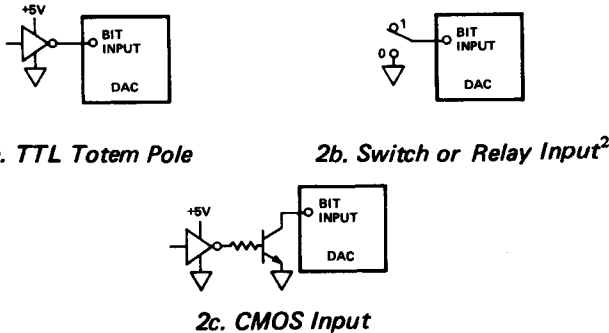 +5V
BIT
INPUT
DAC
1
0
BIT
INPUT
DAC
. TTL Totem Pole
2b. Switch or Relay Input2
+5V
BIT
INPUT
DAC
2c. CMOS Input